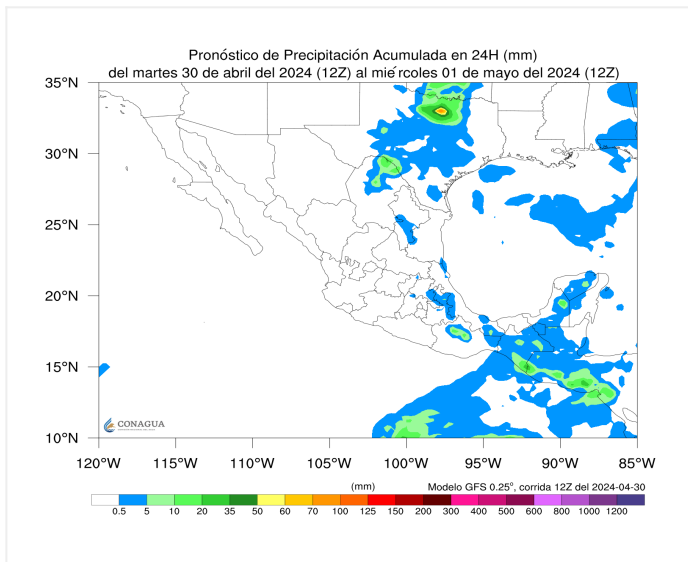 Pronóstico de Precipitación Acumulada en 24H (mm)
del martes 30 de abril del 2024 (12Z) al miércoles 01 de mayo del 2024 (12Z)
35°N
30°N
25°N
20°N
15°N
10°N
CONAGUA
120°W 115°W 110°W 105°W 100°W 95°W 90°W 85°W
(mm) Modelo GFS 0.25°, corrida 12Z del 2024-04-30
0.5 5 10 20 35 50 60 70 100 125 150 200 300 400 500 600 800 1000 1200